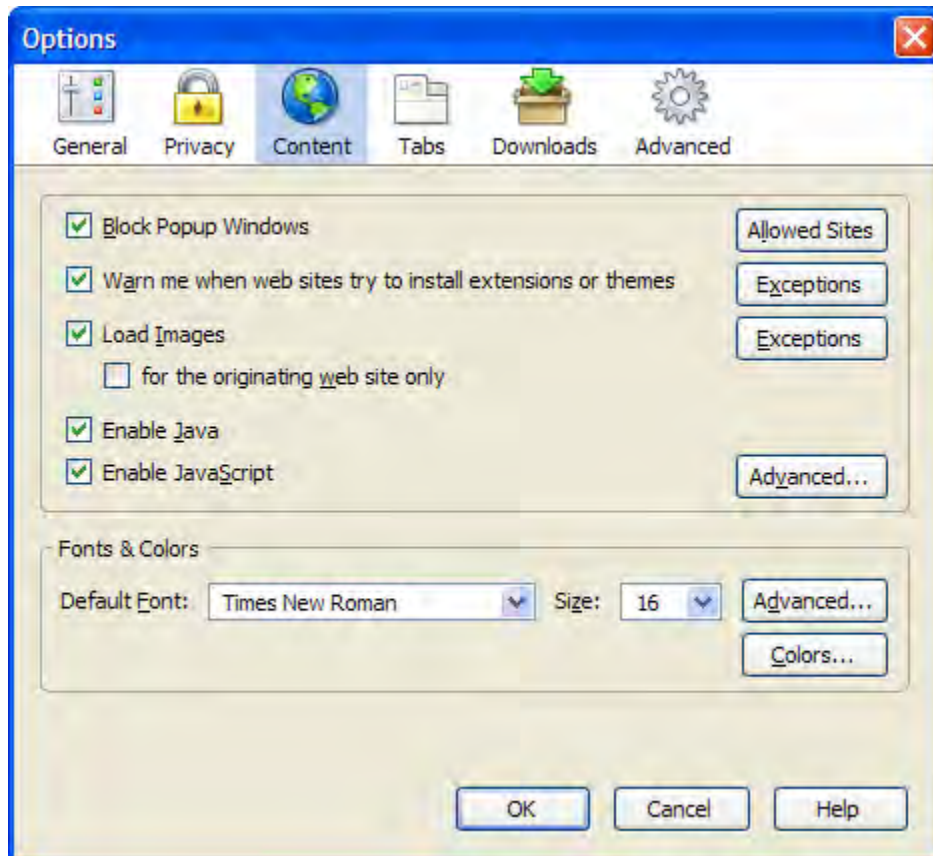 Options
General Privacy Content Tabs Downloads Advanced
Block Popup Windows Allowed Sites
Warn me when web sites try to install extensions or themes Exceptions
Load Images Exceptions
for the originating web site only
Enable Java
Enable JavaScript Advanced...
Fonts & Colors
Default Font: Times New Roman Size: 16 Advanced...
Colors...
OK Cancel Help